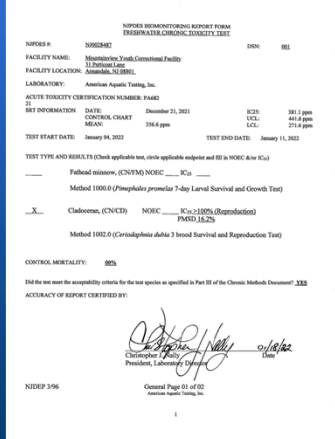 NJPDES BIOMONITORING REPORT FORM
FRESHWATER CHRONIC TOXICITY TEST
NJPDES #: NJ0028487 DSN: 001
FACILITY NAME: Mountainview Youth Correctional Facility
31 Petticoat Lane
FACILITY LOCATION: Annandale, NJ 08801
LABORATORY: American Aquatic Testing, Inc.
ACUTE TOXICITY CERTIFICATION NUMBER: PA682
21
SRT INFORMATION DATE: December 21, 2021 IC25: 381.1 ppm
CONTROL CHART UCL: 441.6 ppm
MEAN: 356.6 ppm LCL: 271.6 ppm
TEST START DATE: January 04, 2022 TEST END DATE: January 11, 2022
TEST TYPE AND RESULTS (Check applicable test, circle applicable endpoint and fill in NOEC &/or IC25)
____ Fathead minnow, (CN/FM) NOEC ____ IC25 ____
Method 1000.0 (Pimephales promelas 7-day Larval Survival and Growth Test)
X Cladoceran, (CN/CD) NOEC ____ IC25 >100% (Reproduction)
PMSD 16.2%
Method 1002.0 (Ceriodaphnia dubia 3 brood Survival and Reproduction Test)
CONTROL MORTALITY: 00%
Did the test meet the acceptability criteria for the test species as specified in Part III of the Chronic Methods Document? YES
ACCURACY OF REPORT CERTIFIED BY:
Christopher J. Nally 01/18/22
Christopher J. Nally Date
President, Laboratory Director
NJDEP 3/96 General Page 01 of 02
American Aquatic Testing, Inc.
1